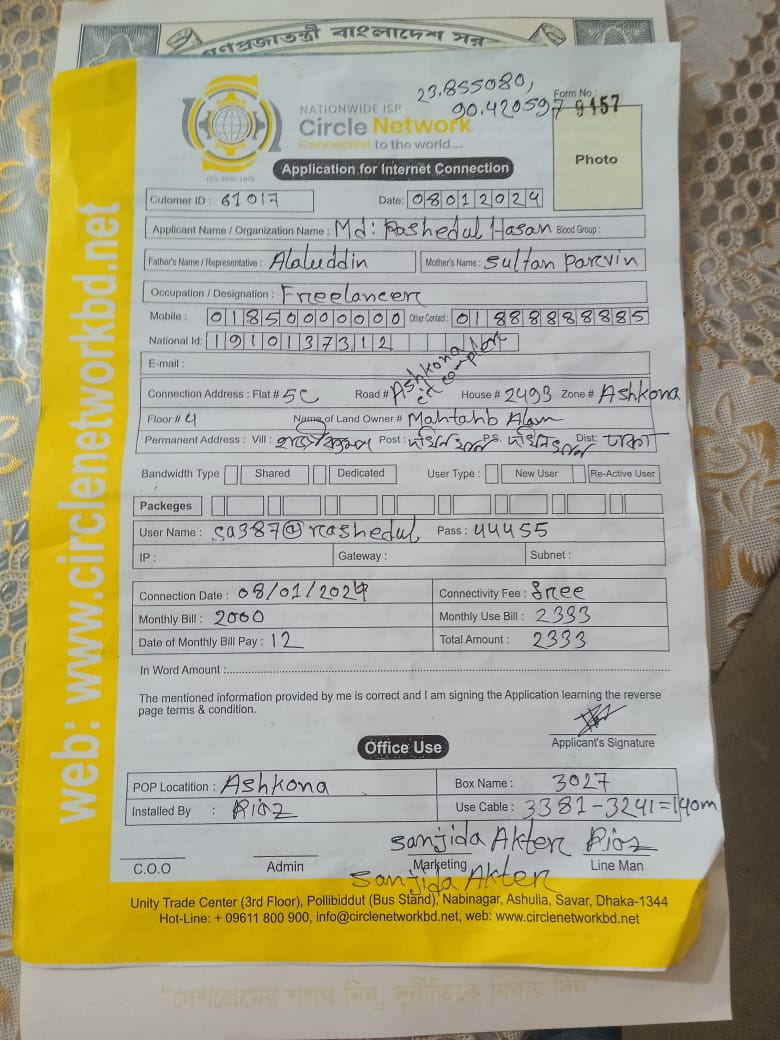 গণপ্রজাতন্ত্রী বাংলাদেশ সর
23.855080,
90.420597
Form No :
9157
NATIONWIDE ISP
Circle Network
Connected to the world....
Photo
Application for Internet Connection
Cutomer ID : 61017 Date: 08012024
Applicant Name / Organization Name : Md: Rashedul Hasan Blood Group :
Father's Name / Representative : Alaluddin Mother's Name : Sultan Parvin
Occupation / Designation : Freelancer
Mobile : 01850000000 Other Contact : 01888888885
National Id: 1910137312
E-mail :
Connection Address : Flat # 5C Road # Ashkona House # 2493 Zone # Ashkona
Floor # 4 Name of Land Owner # Mahtahb Alam
Permanent Address : Vill : Post : P.S. Dist: ঢাকা
Bandwidth Type Shared Dedicated User Type : New User Re-Active User
Packeges
User Name : sa387@rashedul Pass : 44455
IP : Gateway : Subnet :
Connection Date : 08/01/2024 Connectivity Fee : free
Monthly Bill : 2000 Monthly Use Bill : 2333
Date of Monthly Bill Pay : 12 Total Amount : 2333
In Word Amount :
The mentioned information provided by me is correct and I am signing the Application learning the reverse
page terms & condition.
Applicant's Signature
Office Use
POP Locatition : Ashkona Box Name : 3027
Installed By : Riaz Use Cable : 3381-3241=140m
Sanjida Akter Riaz
C.O.O Admin Marketing Line Man
Sanjida Akter
Unity Trade Center (3rd Floor), Pollibiddut (Bus Stand), Nabinagar, Ashulia, Savar, Dhaka-1344
Hot-Line: + 09611 800 900, info@circlenetworkbd.net, web: www.circlenetworkbd.net
web: www.circlenetworkbd.net
"দেশপ্রেমের শপথ নিন, দুর্নীতিকে বিদায় দিন"